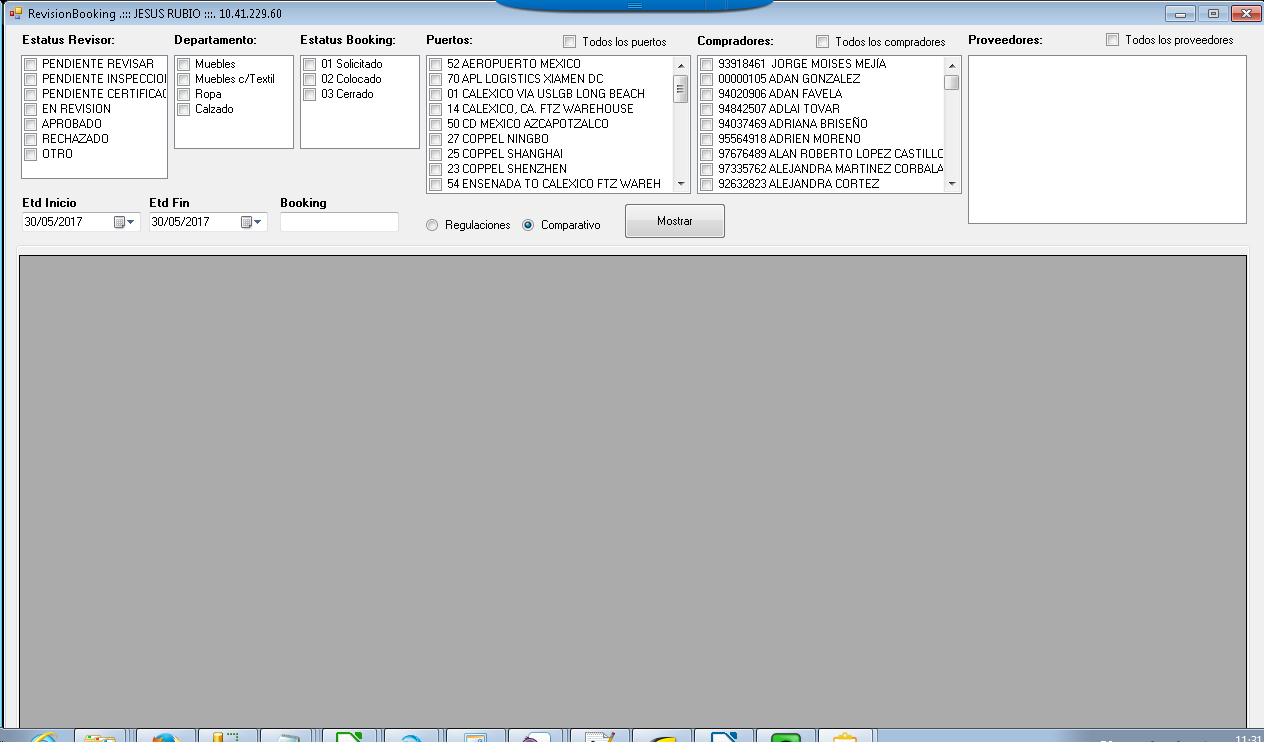 RevisionBooking .::: JESUS RUBIO :::. 10.41.229.60
Estatus Revisor:
PENDIENTE REVISAR
PENDIENTE INSPECCIO
PENDIENTE CERTIFICAC
EN REVISION
APROBADO
RECHAZADO
OTRO
Departamento:
Muebles
Muebles c/Textil
Ropa
Calzado
Estatus Booking:
01 Solicitado
02 Colocado
03 Cerrado
Puertos:
Todos los puertos
52 AEROPUERTO MEXICO
70 APL LOGISTICS XIAMEN DC
01 CALEXICO VIA USLGB LONG BEACH
14 CALEXICO, CA. FTZ WAREHOUSE
50 CD MEXICO AZCAPOTZALCO
27 COPPEL NINGBO
25 COPPEL SHANGHAI
23 COPPEL SHENZHEN
54 ENSENADA TO CALEXICO FTZ WAREH
Compradores:
Todos los compradores
93918461 JORGE MOISES MEJÍA
00000105 ADAN GONZALEZ
94020906 ADAN FAVELA
94842507 ADLAI TOVAR
94037469 ADRIANA BRISEÑO
95564918 ADRIEN MORENO
97676489 ALAN ROBERTO LOPEZ CASTILLO
97335762 ALEJANDRA MARTINEZ CORBALA
92632823 ALEJANDRA CORTEZ
Proveedores:
Todos los proveedores
Etd Inicio
30/05/2017
Etd Fin
30/05/2017
Booking
Regulaciones
Comparativo
Mostrar
11:31